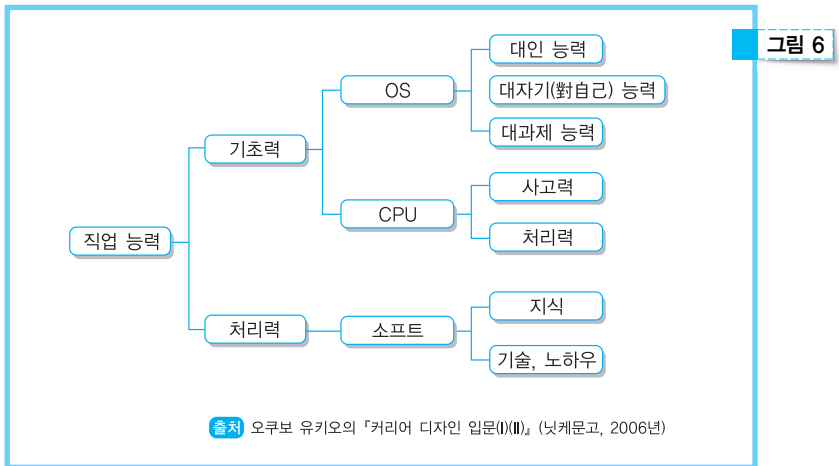 그림 6
대인 능력
OS
대자기(對自己) 능력
대과제 능력
기초력
사고력
CPU
처리력
직업 능력
지식
처리력
소프트
기술, 노하우
출처 오쿠보 유키오의 『커리어 디자인 입문(Ⅰ)(Ⅱ)』 (닛케문고, 2006년)